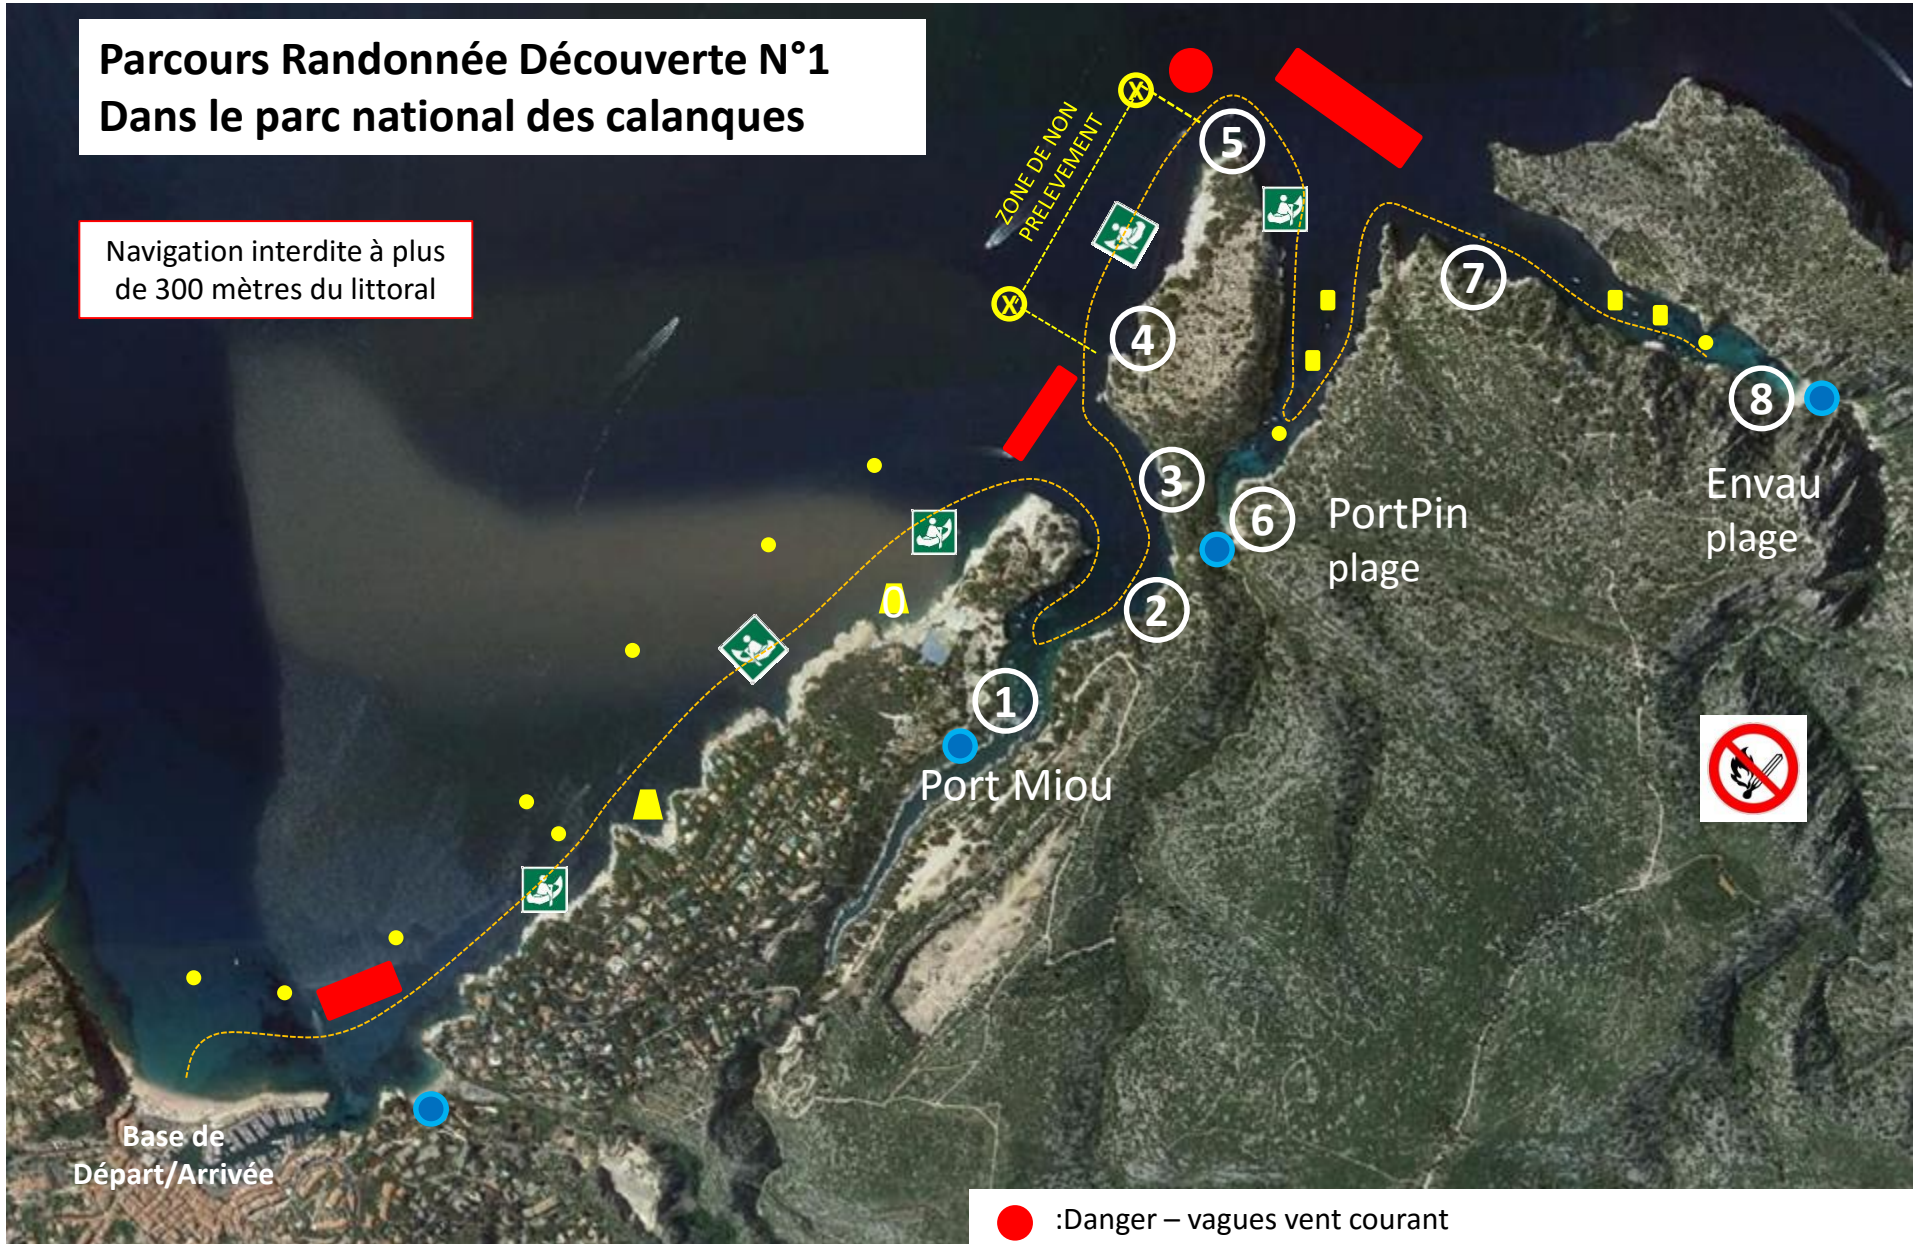 Parcours Randonnée Découverte N°1
Dans le parc national des calanques
Navigation interdite à plus
de 300 mètres du littoral
X
ZONE DE NON
PRELEVEMENT
X
5
7
4
8
3
Envau
plage
6
PortPin
plage
0
2
1
Port Miou
Base de
Départ/Arrivée
:Danger – vagues vent courant